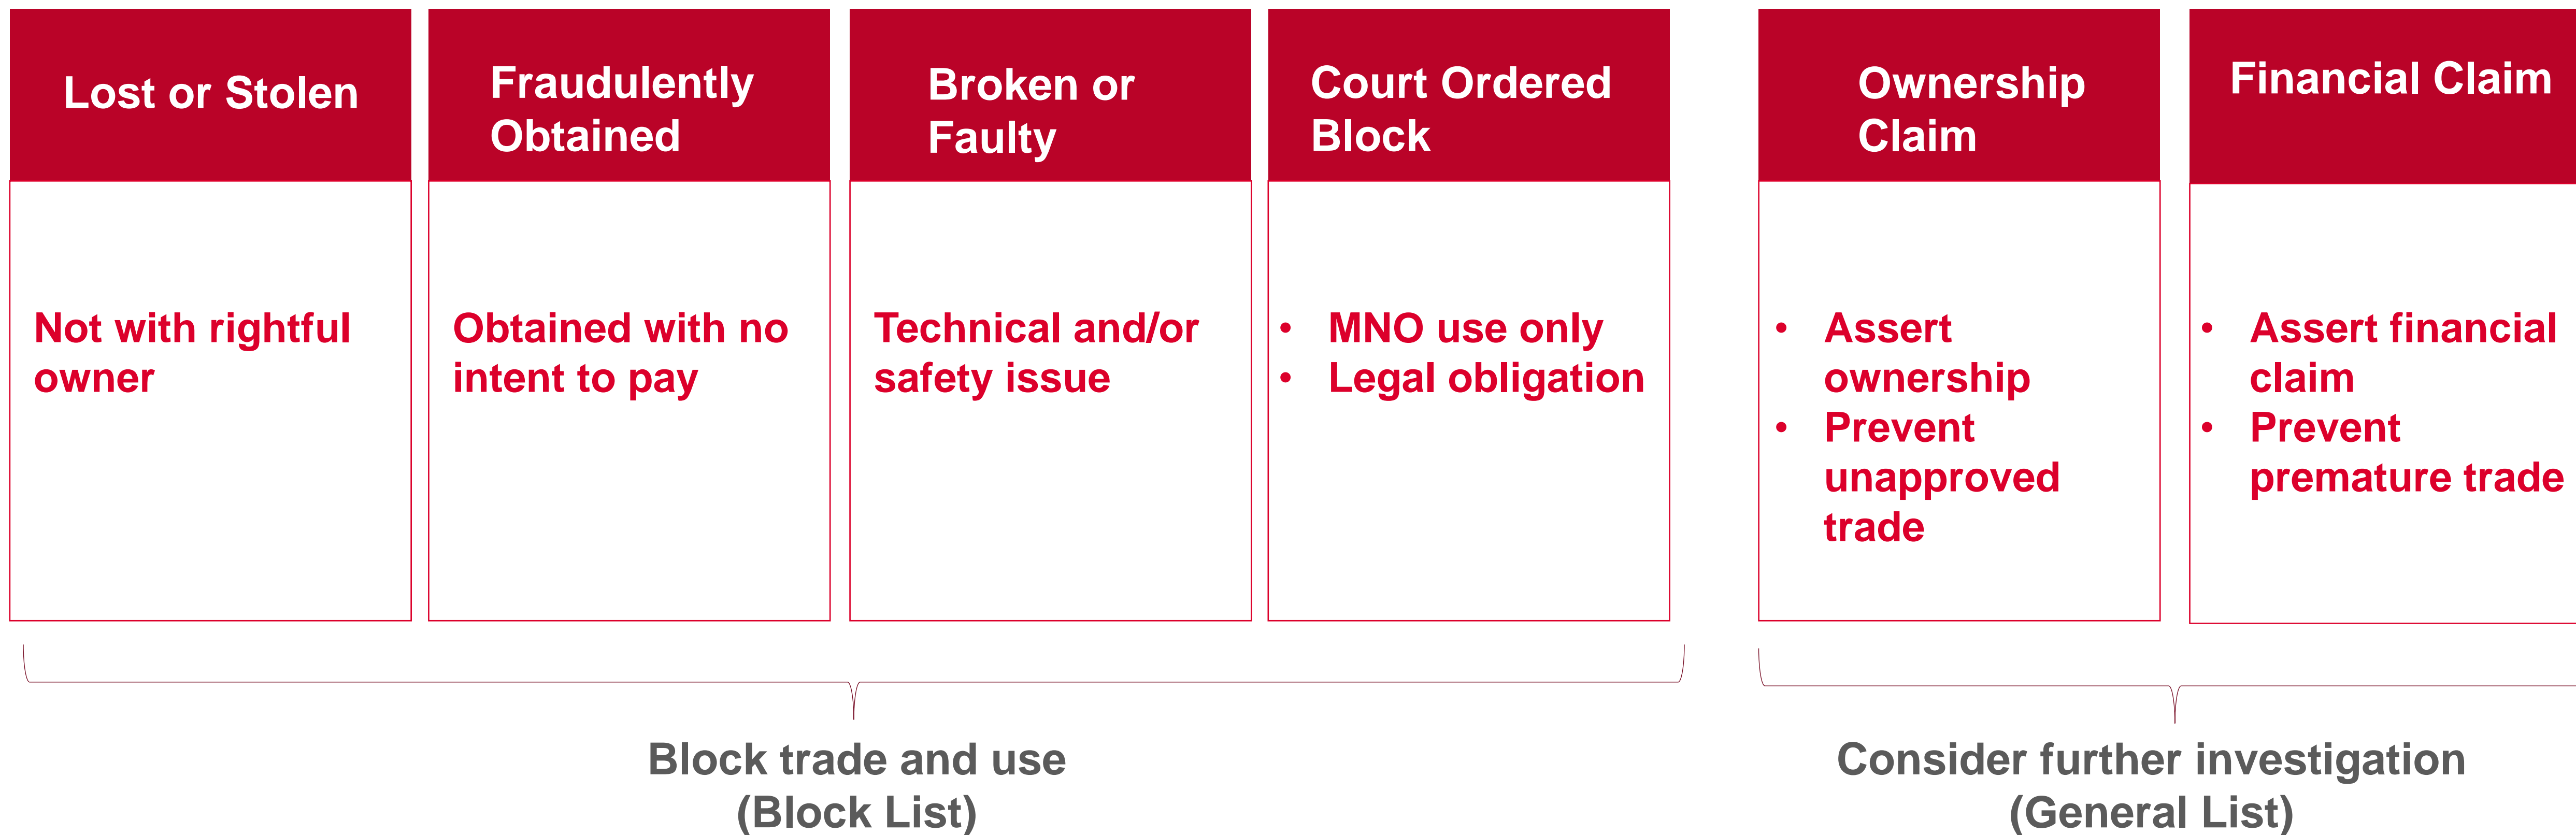 Lost or Stolen
Fraudulently
Obtained
Broken or
Faulty
Court Ordered
Block
Ownership
Claim
Financial Claim
Not with rightful
owner
Obtained with no
intent to pay
Technical and/or
safety issue
• MNO use only
• Legal obligation
• Assert
ownership
• Prevent
unapproved
trade
• Assert financial
claim
• Prevent
premature trade
Block trade and use
(Block List)
Consider further investigation
(General List)